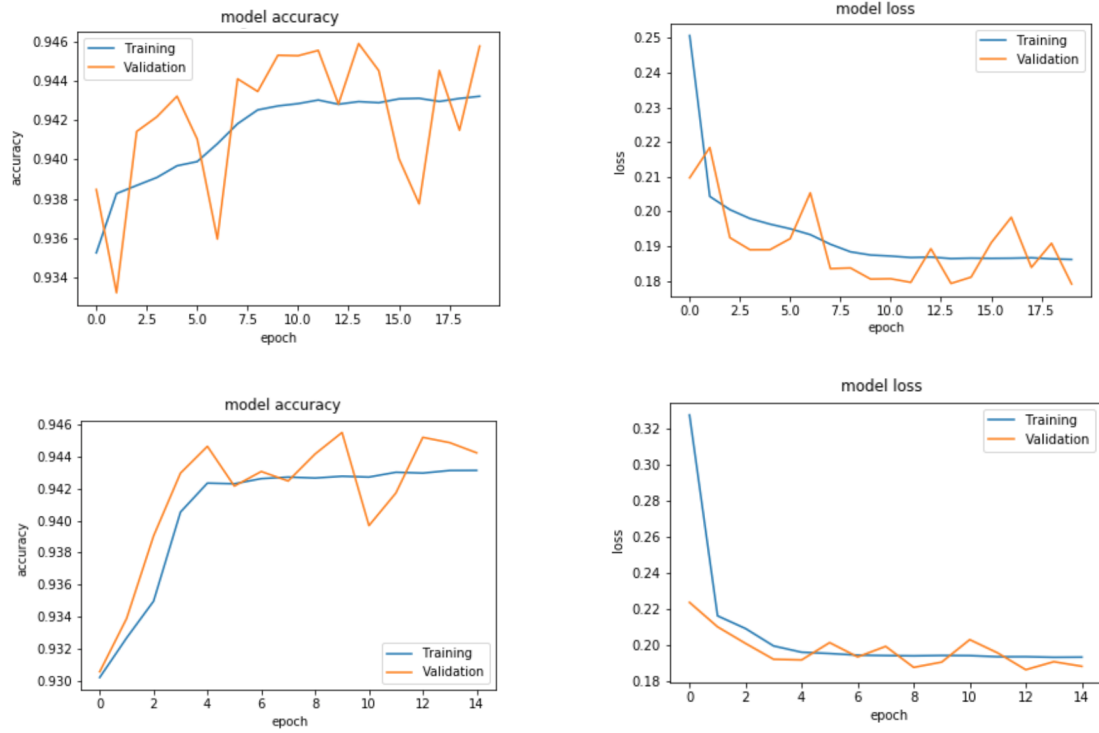 model accuracy
0.946
0.944
0.942
0.940
0.938
0.936
0.934
accuracy
Training
Validation
0.0 2.5 5.0 7.5 10.0 12.5 15.0 17.5
epoch
model loss
0.25
0.24
0.23
0.22
0.21
0.20
0.19
0.18
loss
Training
Validation
0.0 2.5 5.0 7.5 10.0 12.5 15.0 17.5
epoch
model accuracy
0.946
0.944
0.942
0.940
0.938
0.936
0.934
0.932
0.930
accuracy
Training
Validation
0 2 4 6 8 10 12 14
epoch
model loss
0.32
0.30
0.28
0.26
0.24
0.22
0.20
0.18
loss
Training
Validation
0 2 4 6 8 10 12 14
epoch